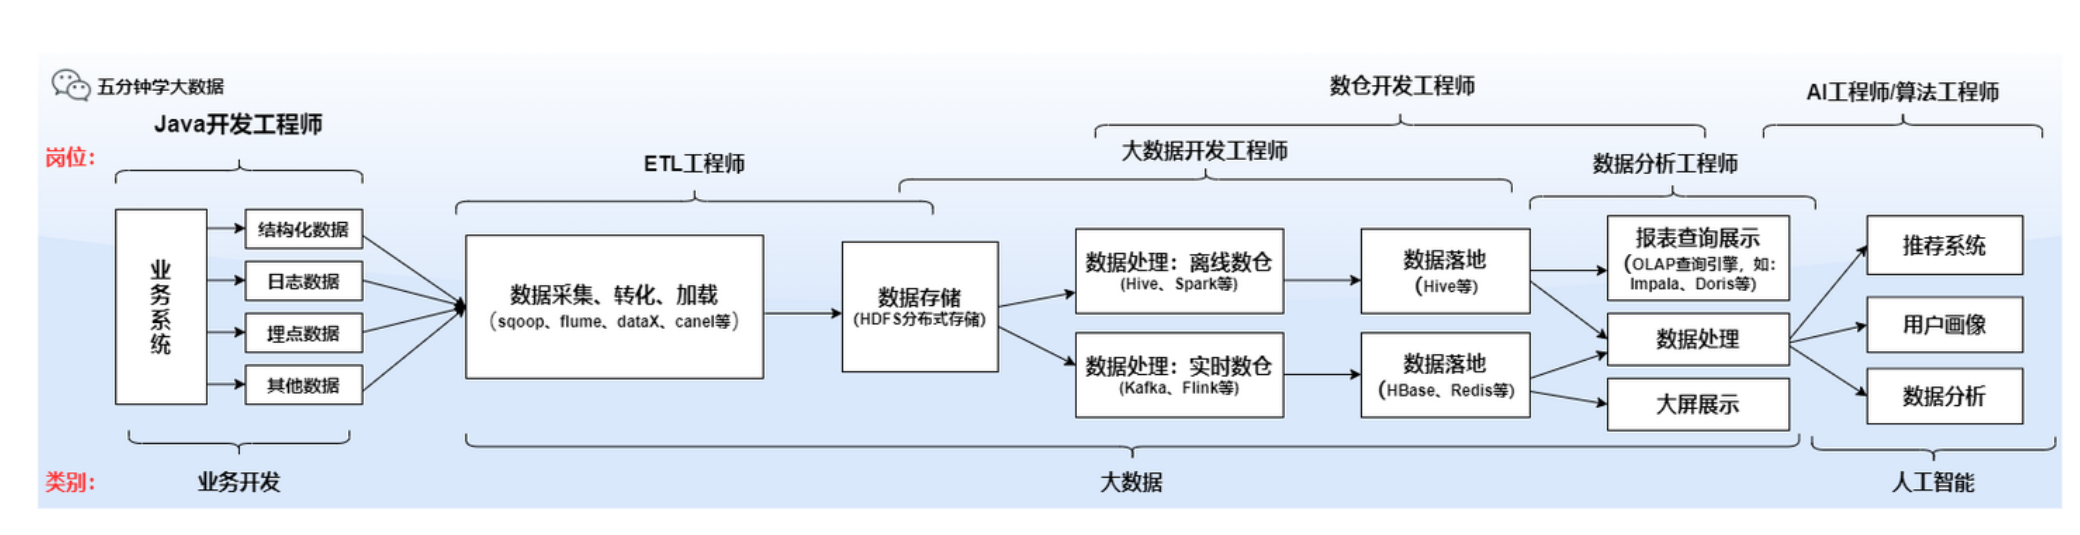 五分钟学大数据
岗位：
Java开发工程师
ETL工程师
大数据开发工程师
数仓开发工程师
数据分析工程师
AI工程师/算法工程师
业务系统
结构化数据
日志数据
埋点数据
其他数据
数据采集、转化、加载
（sqoop、flume、dataX、canel等）
数据存储
(HDFS分布式存储)
数据处理：离线数仓
(Hive、Spark等)
数据处理：实时数仓
(Kafka、Flink等)
数据落地
(Hive等)
数据落地
(HBase、Redis等)
报表查询展示
(OLAP查询引擎，如：
Impala、Doris等)
数据处理
大屏展示
推荐系统
用户画像
数据分析
类别：
业务开发
大数据
人工智能